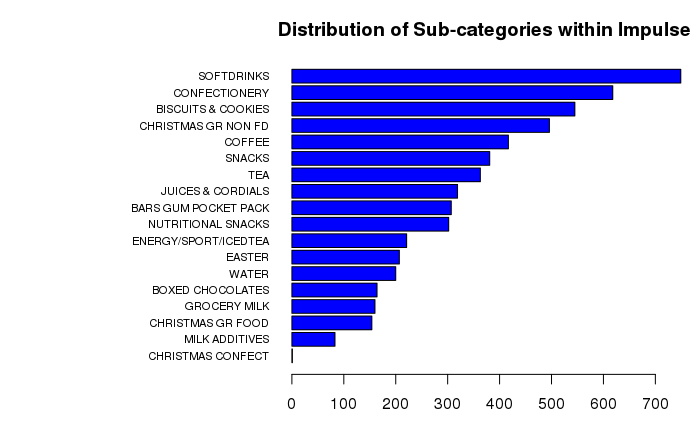 Distribution of Sub-categories within Impulse
SOFTDRINKS
CONFECTIONERY
BISCUITS & COOKIES
CHRISTMAS GR NON FD
COFFEE
SNACKS
TEA
JUICES & CORDIALS
BARS GUM POCKET PACK
NUTRITIONAL SNACKS
ENERGY/SPORT/ICEDTEA
EASTER
WATER
BOXED CHOCOLATES
GROCERY MILK
CHRISTMAS GR FOOD
MILK ADDITIVES
CHRISTMAS CONFECT
0 100 200 300 400 500 600 700